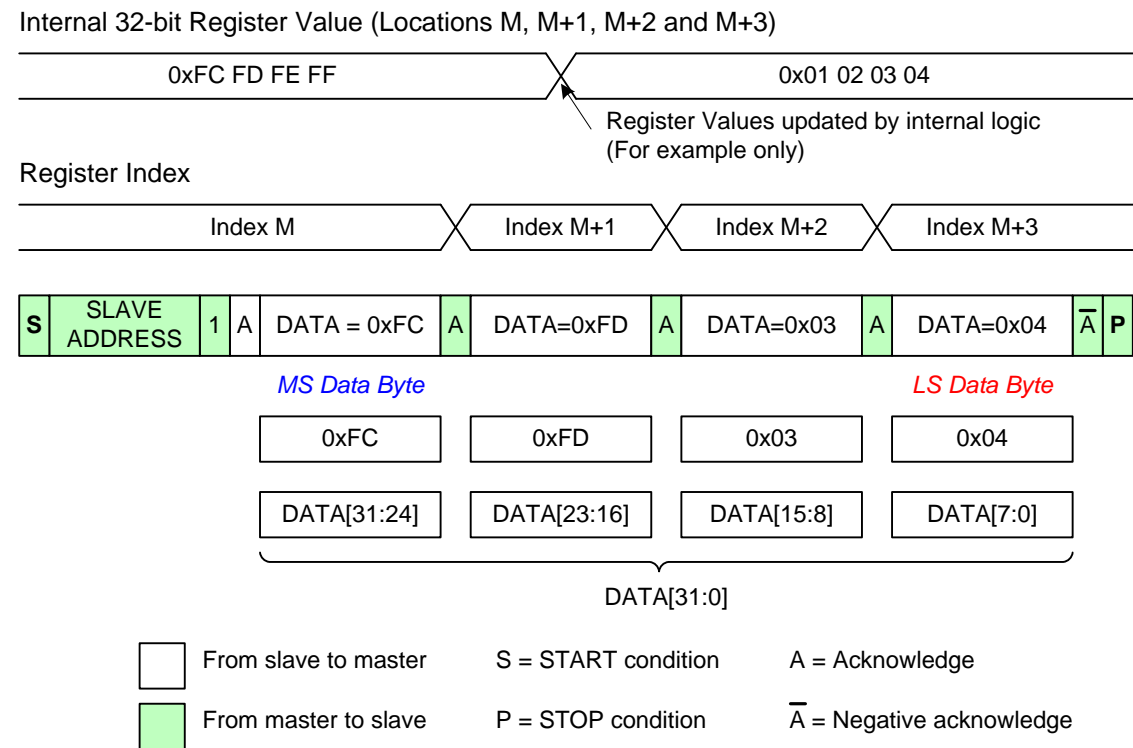 Internal 32-bit Register Value (Locations M, M+1, M+2 and M+3)
0xFC FD FE FF
0x01 02 03 04
Register Values updated by internal logic
(For example only)
Register Index
Index M
Index M+1
Index M+2
Index M+3
S
SLAVE
ADDRESS
1
A
DATA = 0xFC
A
DATA=0xFD
A
DATA=0x03
A
DATA=0x04
A̅
P
MS Data Byte
LS Data Byte
0xFC
0xFD
0x03
0x04
DATA[31:24]
DATA[23:16]
DATA[15:8]
DATA[7:0]
DATA[31:0]
From slave to master
S = START condition
A = Acknowledge
From master to slave
P = STOP condition
A̅ = Negative acknowledge